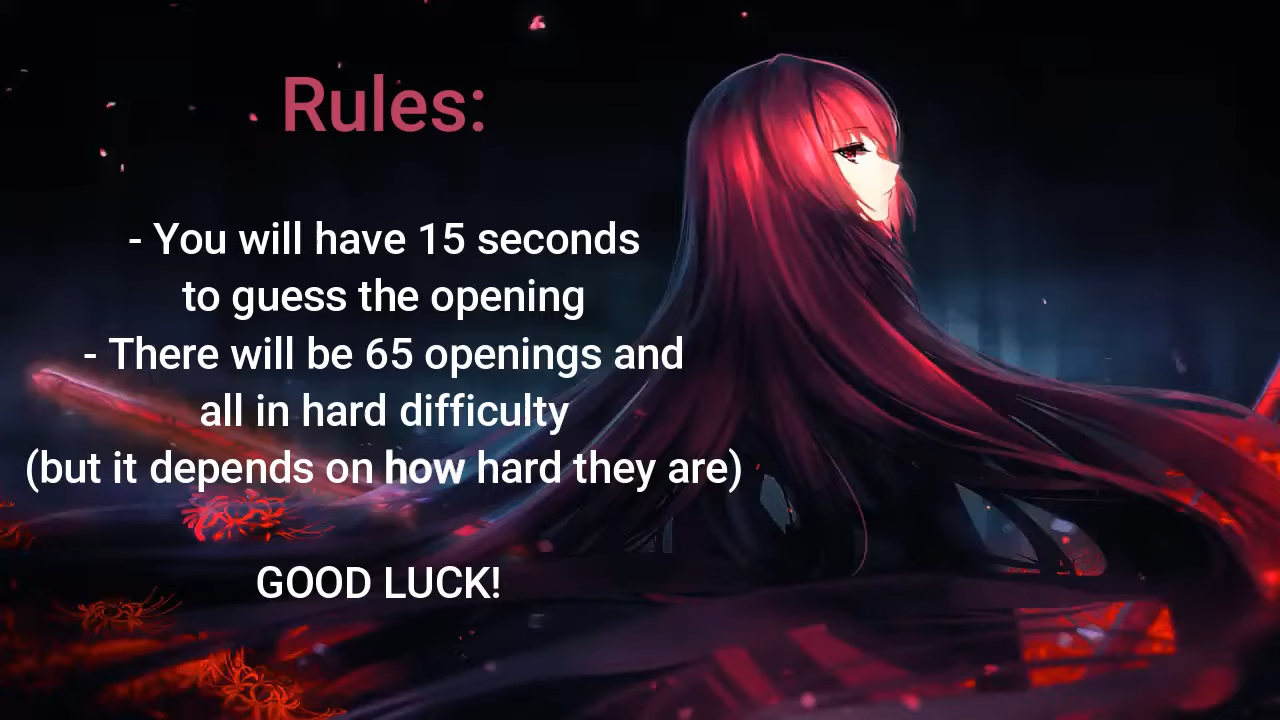 Rules:
- You will have 15 seconds
to guess the opening
- There will be 65 openings and
all in hard difficulty
(but it depends on how hard they are)
GOOD LUCK!